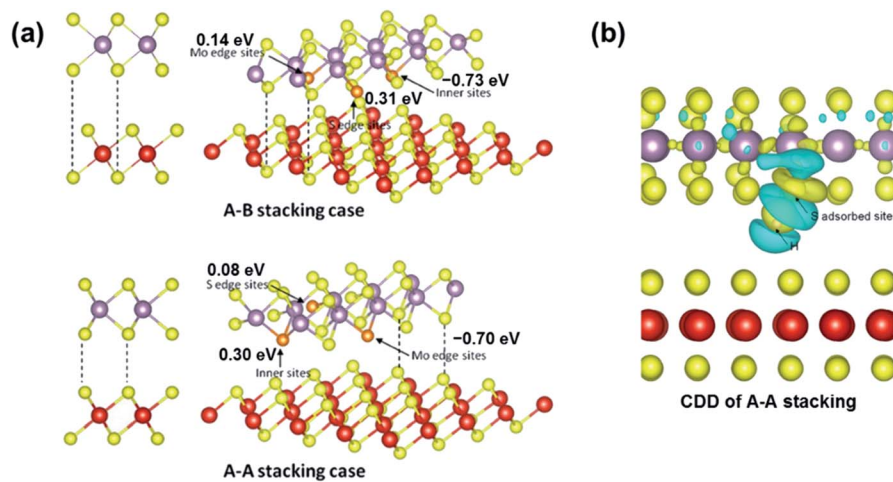 (a)
0.14 eV
Mo edge sites
−0.73 eV
Inner sites
0.31 eV
S edge sites
A-B stacking case
0.08 eV
S edge sites
0.30 eV
Inner sites
−0.70 eV
Mo edge sites
A-A stacking case
(b)
S adsorbed site
H
CDD of A-A stacking